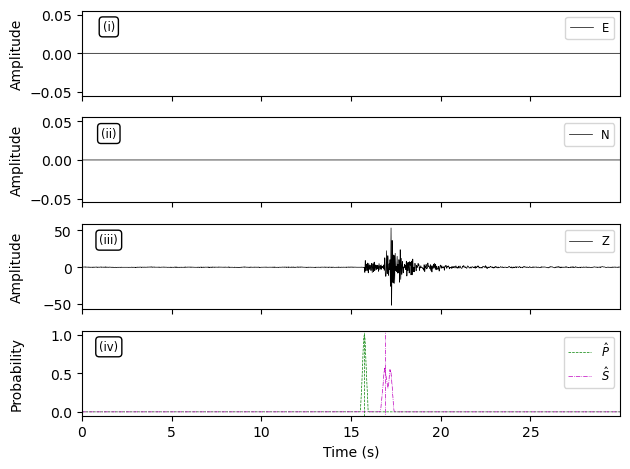 (i)
E
0.05
0.00
−0.05
Amplitude
(ii)
N
0.05
0.00
−0.05
Amplitude
(iii)
Z
50
0
−50
Amplitude
(iv)
P̂
Ŝ
1.0
0.5
0.0
Probability
0 5 10 15 20 25
Time (s)